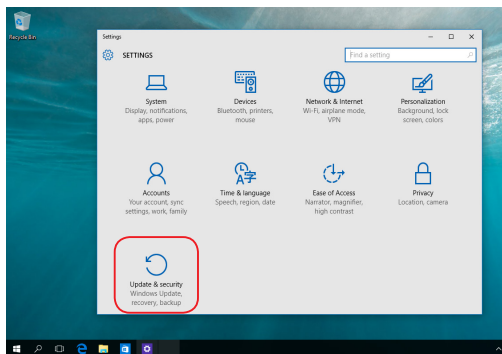 Recycle Bin
Settings
SETTINGS
Find a setting
System
Display, notifications,
apps, power
Devices
Bluetooth, printers,
mouse
Network & Internet
Wi-Fi, airplane mode,
VPN
Personalization
Background, lock
screen, colors
Accounts
Your account, sync
settings, work, family
Time & language
Speech, region, date
Ease of Access
Narrator, magnifier,
high contrast
Privacy
Location, camera
Update & security
Windows Update,
recovery, backup